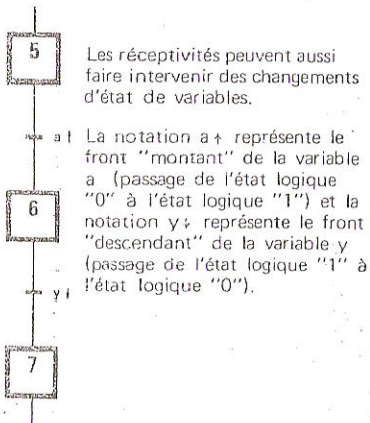 5
Les réceptivités peuvent aussi
faire intervenir des changements
d'état de variables.
a↑
La notation a↑ représente le
front "montant" de la variable
a (passage de l'état logique
"0" à l'état logique "1") et la
6
notation y↓ représente le front
"descendant" de la variable y
(passage de l'état logique "1" à
y↓
l'état logique "0").
7